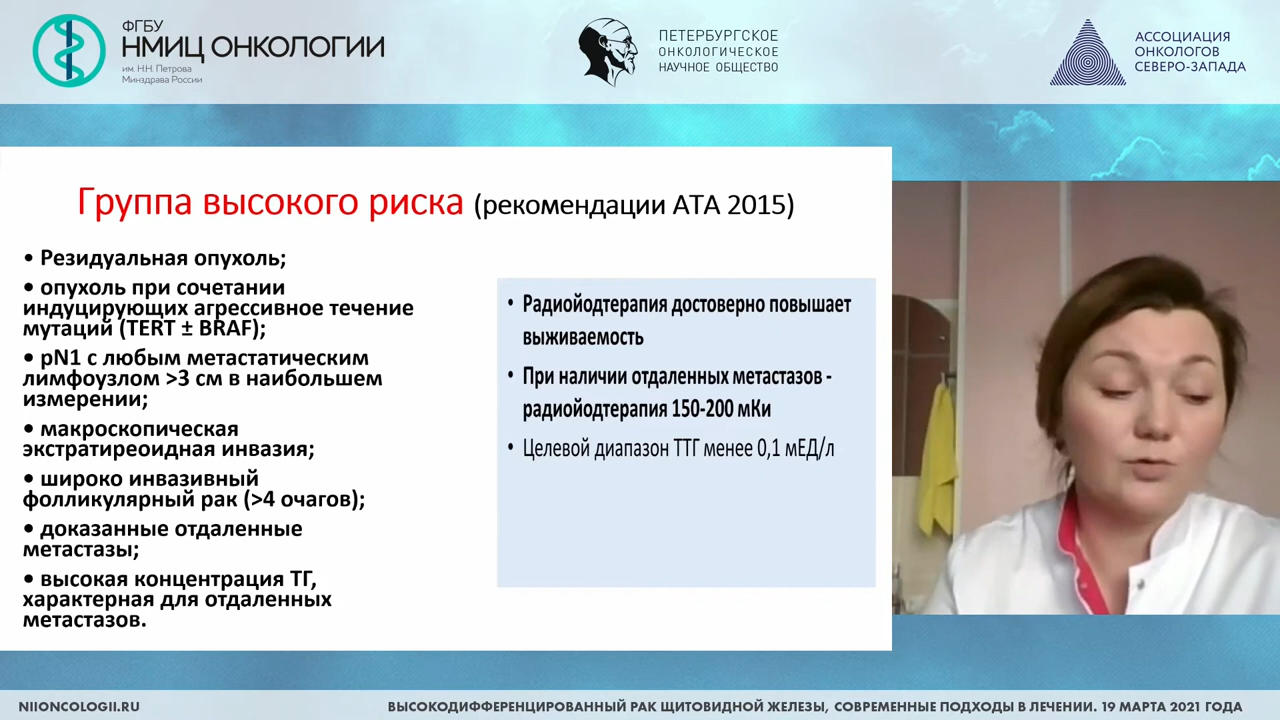 ФГБУ
НМИЦ ОНКОЛОГИИ
им. Н.Н. Петрова
Минздрава России
ПЕТЕРБУРГСКОЕ
ОНКОЛОГИЧЕСКОЕ
НАУЧНОЕ ОБЩЕСТВО
АССОЦИАЦИЯ
ОНКОЛОГОВ
СЕВЕРО-ЗАПАДА
Группа высокого риска (рекомендации АТА 2015)
• Резидуальная опухоль;
• опухоль при сочетании
индуцирующих агрессивное течение
мутаций (TERT ± BRAF);
• pN1 с любым метастатическим
лимфоузлом >3 см в наибольшем
измерении;
• макроскопическая
экстратиреоидная инвазия;
• широко инвазивный
фолликулярный рак (>4 очагов);
• доказанные отдаленные
метастазы;
• высокая концентрация ТГ,
характерная для отдаленных
метастазов.
• Радиойодтерапия достоверно повышает
выживаемость
• При наличии отдаленных метастазов -
радиойодтерапия 150-200 мКи
• Целевой диапазон ТТГ менее 0,1 мЕД/л
NIIONCOLOGII.RU
ВЫСОКОДИФФЕРЕНЦИРОВАННЫЙ РАК ЩИТОВИДНОЙ ЖЕЛЕЗЫ, СОВРЕМЕННЫЕ ПОДХОДЫ В ЛЕЧЕНИИ. 19 МАРТА 2021 ГОДА